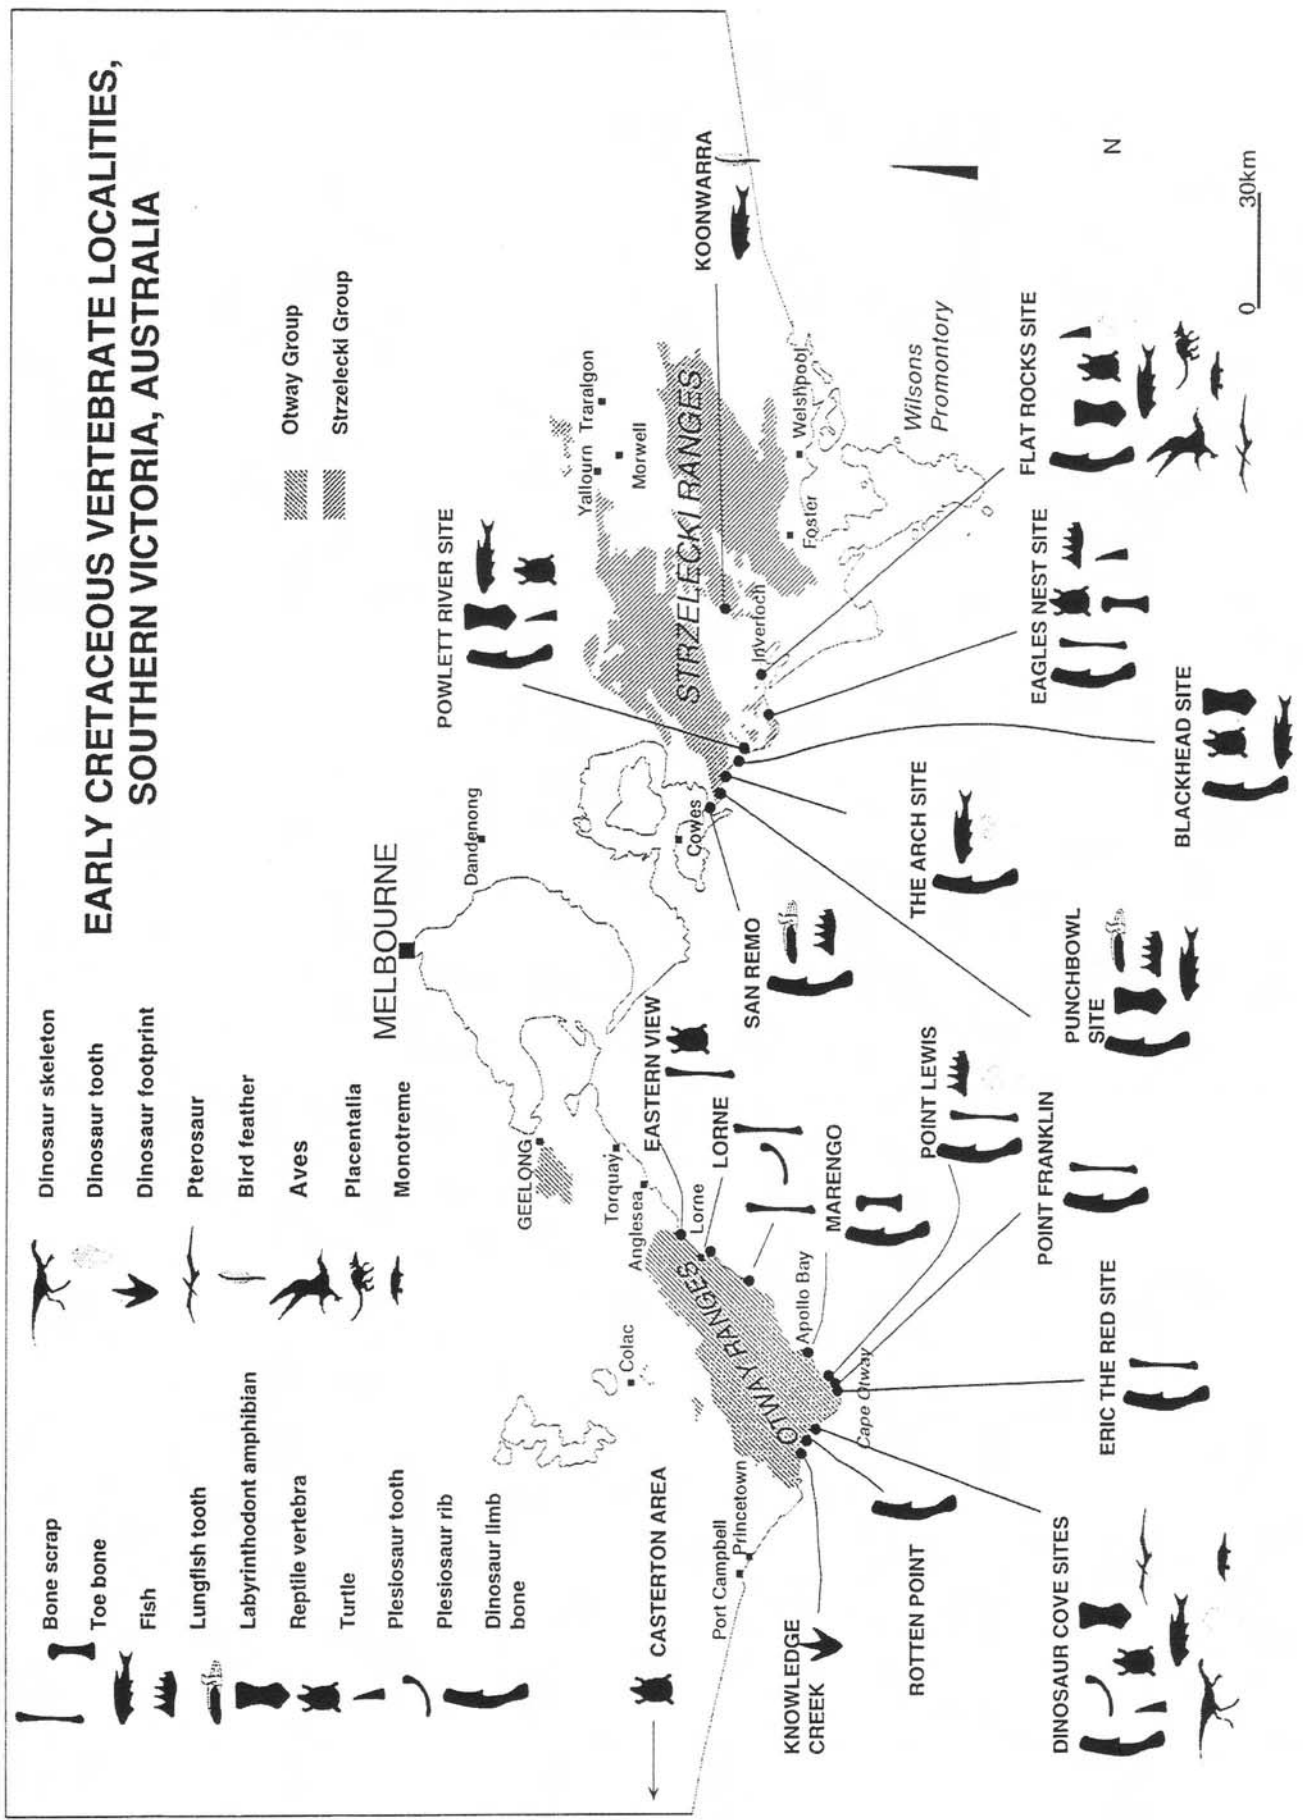 EARLY CRETACEOUS VERTEBRATE LOCALITIES,
SOUTHERN VICTORIA, AUSTRALIA
Bone scrap
Toe bone
Fish
Lungfish tooth
Labyrinthodont amphibian
Reptile vertebra
Turtle
Plesiosaur tooth
Plesiosaur rib
Dinosaur limb
bone
Dinosaur skeleton
Dinosaur tooth
Dinosaur footprint
Pterosaur
Bird feather
Aves
Placentalia
Monotreme
Otway Group
Strzelecki Group
MELBOURNE
Dandenong
POWLETT RIVER SITE
Yallourn
Traralgon
Morwell
STRZELECKI RANGES
KOONWARRA
GEELONG
Torquay
Anglesea
Colac
Cowes
Inverloch
Foster
Welshpool
Wilsons
Promontory
CASTERTON AREA
EASTERN VIEW
Lorne
LORNE
OTWAY RANGES
Port Campbell
Princetown
Apollo Bay
Cape Otway
MARENGO
SAN REMO
KNOWLEDGE
CREEK
ROTTEN POINT
POINT LEWIS
THE ARCH SITE
DINOSAUR COVE SITES
ERIC THE RED SITE
POINT FRANKLIN
PUNCHBOWL
SITE
BLACKHEAD SITE
EAGLES NEST SITE
FLAT ROCKS SITE
N
0
30km